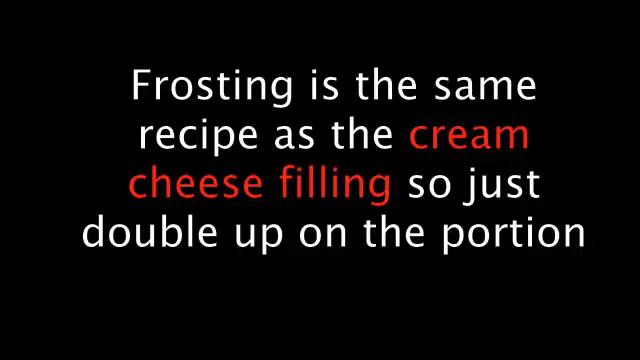 Frosting is the same
recipe as the cream
cheese filling so just
double up on the portion